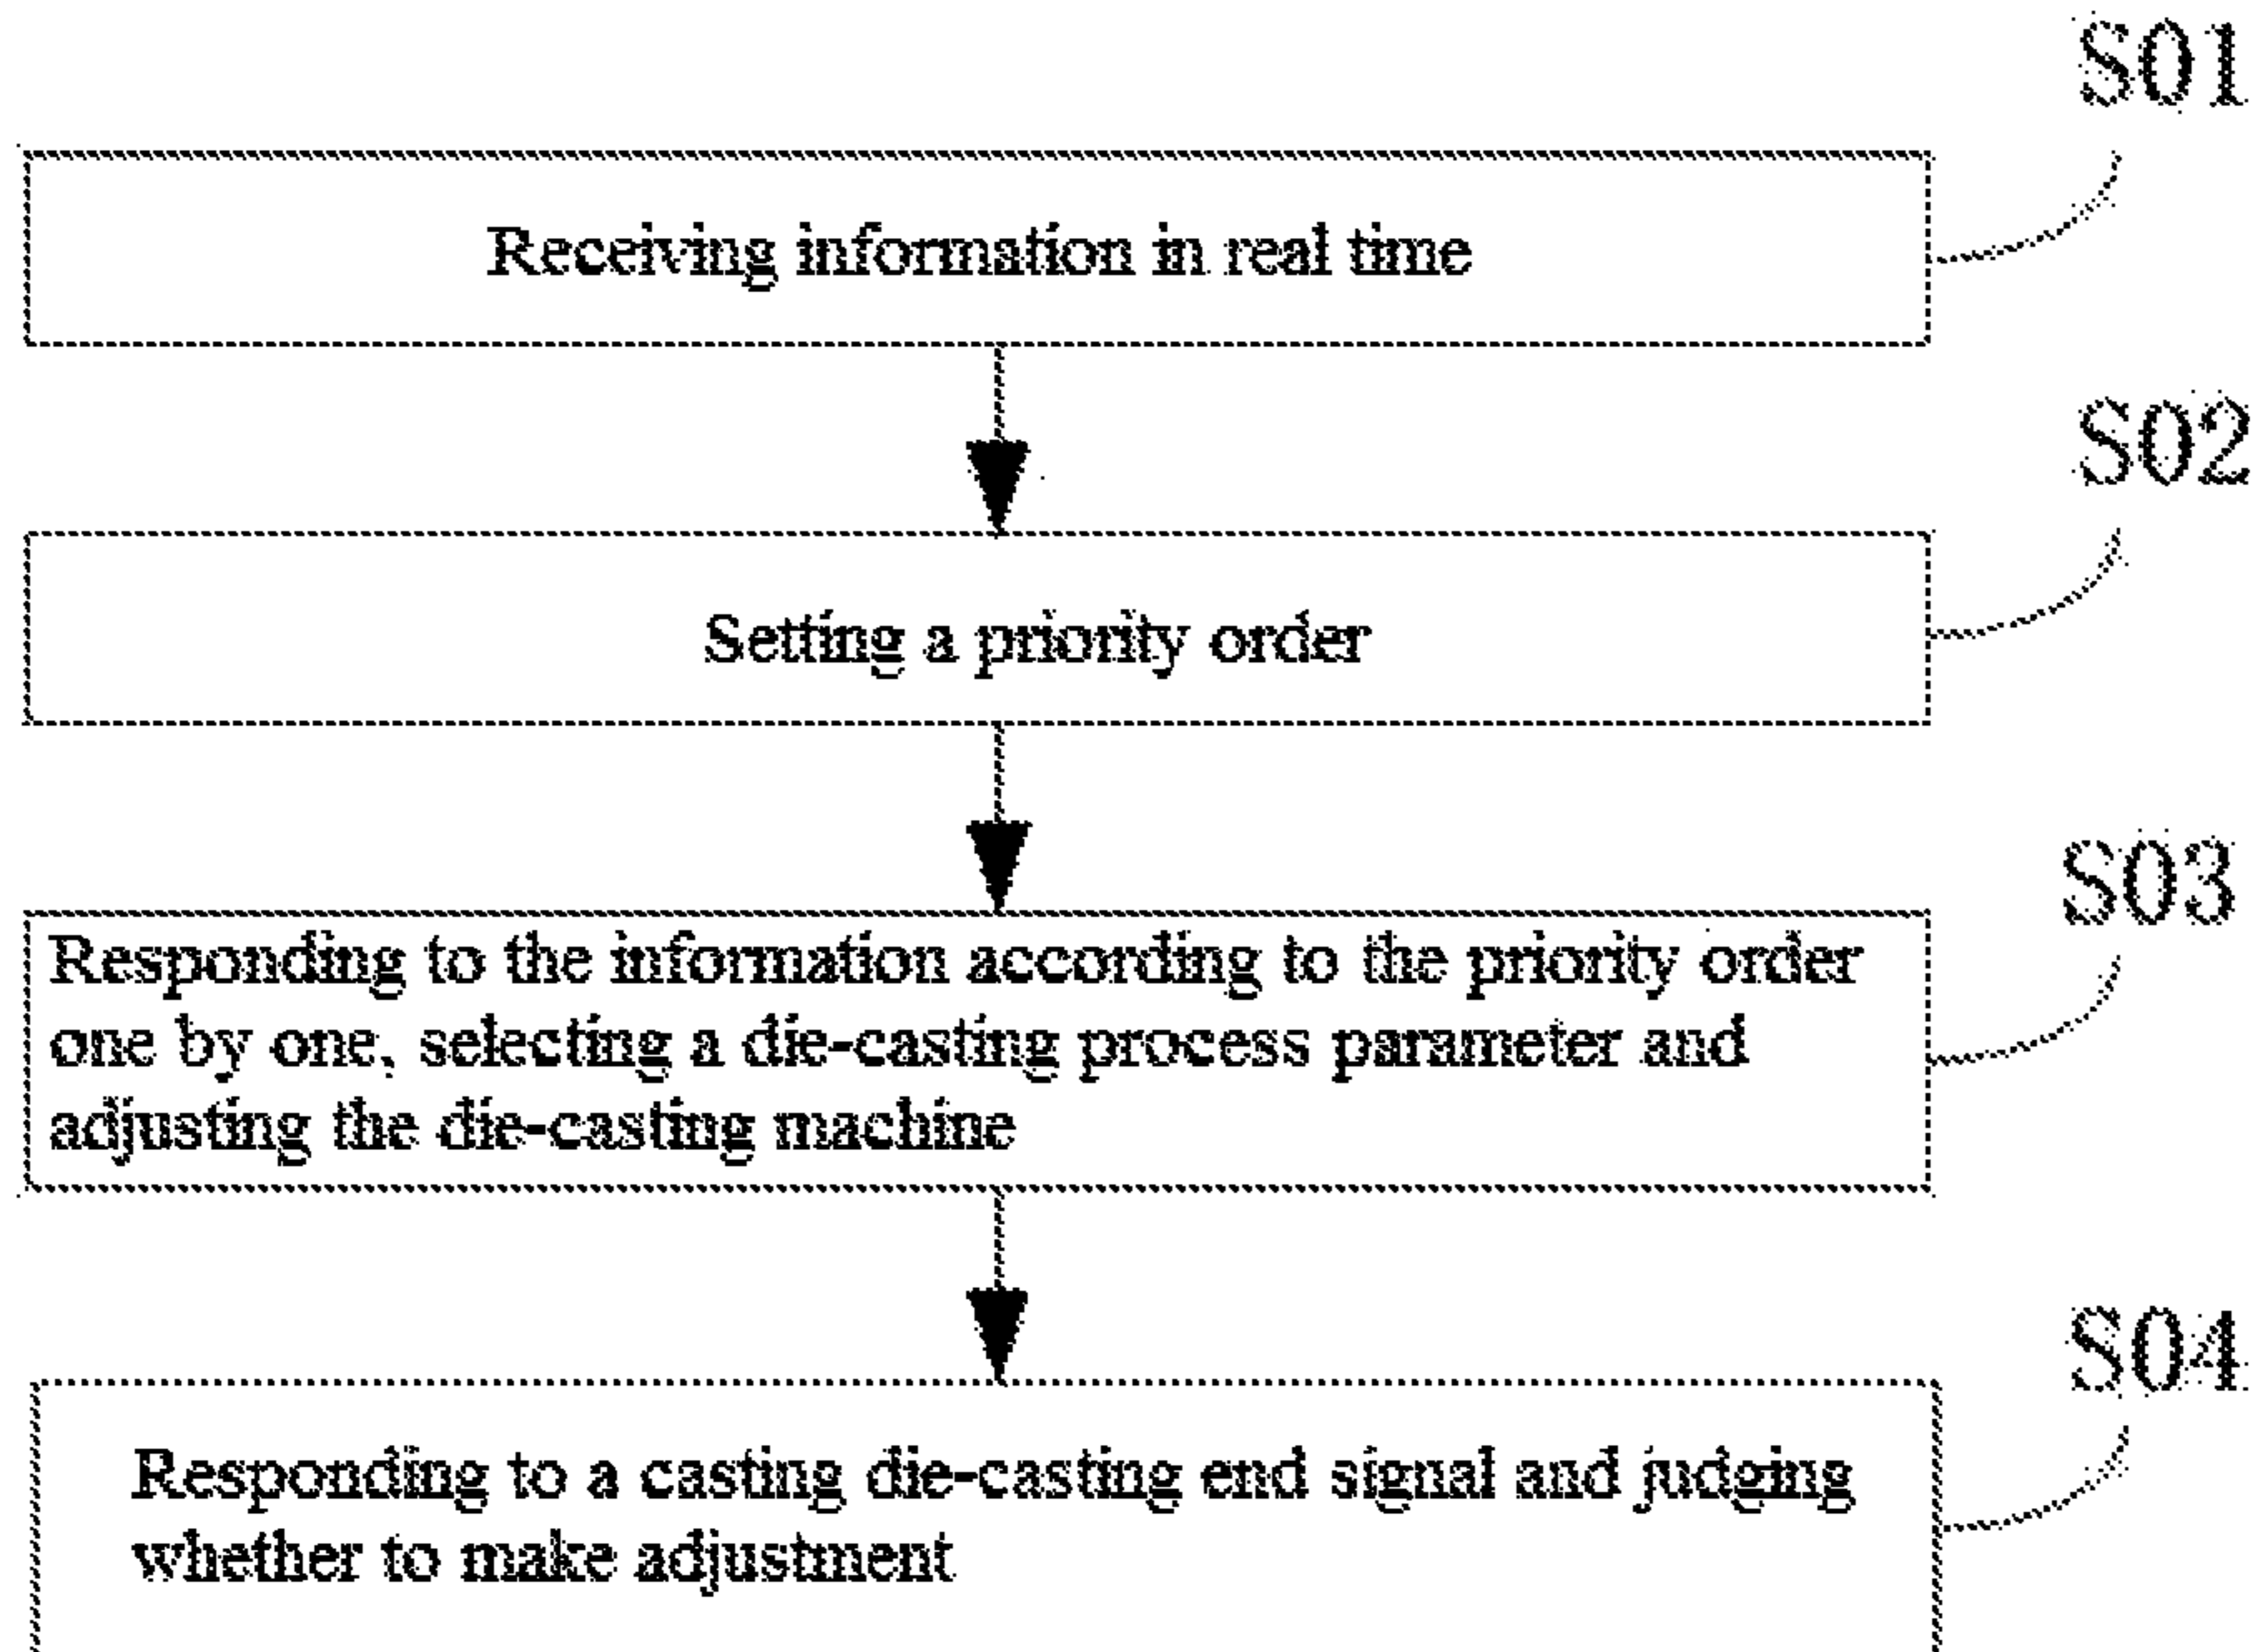 S01
Receiving information in real time
S02
Setting a priority order
S03
Responding to the information according to the priority order
one by one, selecting a die-casting process parameter and
adjusting the die-casting machine
S04
Responding to a casting die-casting end signal and judging
whether to make adjustment